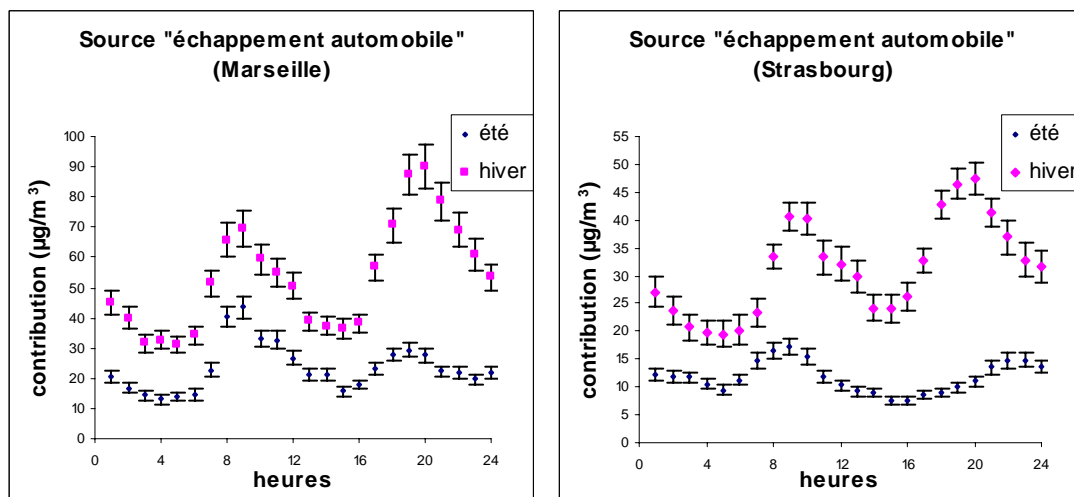 Source "échappement automobile"
(Marseille)
été
hiver
contribution (µg/m³)
100
90
80
70
60
50
40
30
20
10
0
0 4 8 12 16 20 24
heures
Source "échappement automobile"
(Strasbourg)
été
hiver
contribution (µg/m³)
55
50
45
40
35
30
25
20
15
10
5
0
0 4 8 12 16 20 24
heures